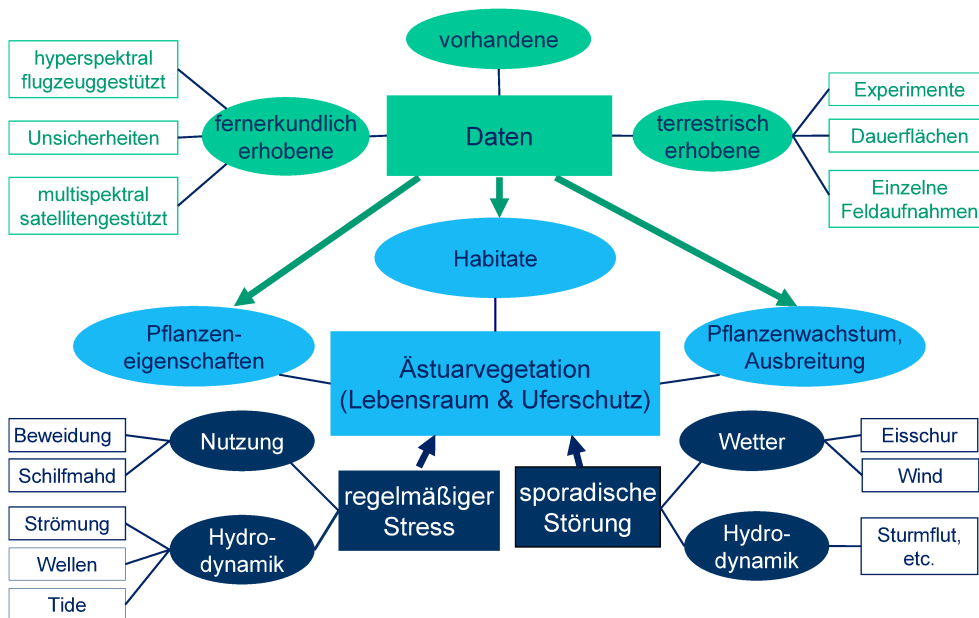 vorhandene
hyperspektral
flugzeuggestützt
Unsicherheiten
multispektral
satellitengestützt
fernerkundlich
erhobene
Daten
terrestrisch
erhobene
Experimente
Dauerflächen
Einzelne
Feldaufnahmen
Habitate
Pflanzen-
eigenschaften
Pflanzenwachstum,
Ausbreitung
Ästuarvegetation
(Lebensraum & Uferschutz)
Beweidung
Schilfmahd
Nutzung
Strömung
Wellen
Tide
Hydro-
dynamik
regelmäßiger
Stress
sporadische
Störung
Wetter
Eisschur
Wind
Hydro-
dynamik
Sturmflut,
etc.